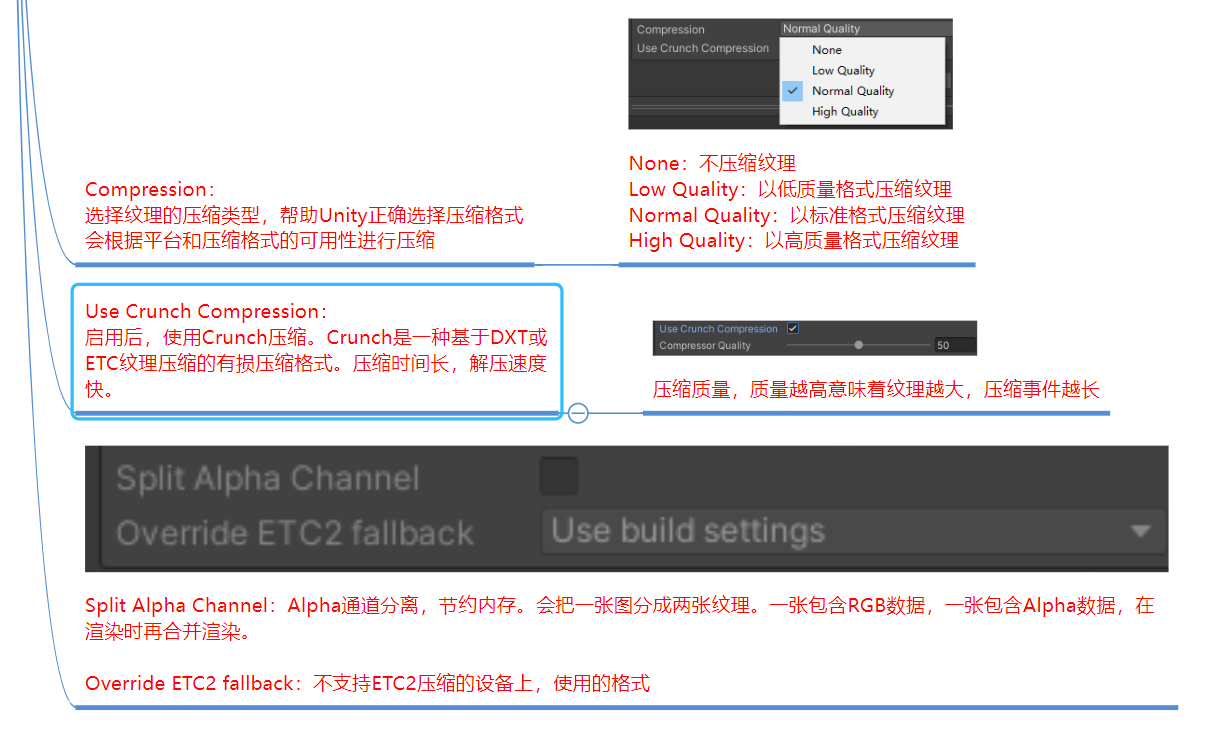 Compression
Normal Quality
Use Crunch Compression
None
Low Quality
Normal Quality
High Quality
Compression：
选择纹理的压缩类型，帮助Unity正确选择压缩格式
会根据平台和压缩格式的可用性进行压缩
None：不压缩纹理
Low Quality：以低质量格式压缩纹理
Normal Quality：以标准格式压缩纹理
High Quality：以高质量格式压缩纹理
Use Crunch Compression：
启用后，使用Crunch压缩。Crunch是一种基于DXT或
ETC纹理压缩的有损压缩格式。压缩时间长，解压速度
快。
Use Crunch Compression
Compressor Quality
50
压缩质量，质量越高意味着纹理越大，压缩事件越长
Split Alpha Channel
Override ETC2 fallback
Use build settings
Split Alpha Channel：Alpha通道分离，节约内存。会把一张图分成两张纹理。一张包含RGB数据，一张包含Alpha数据，在
渲染时再合并渲染。
Override ETC2 fallback：不支持ETC2压缩的设备上，使用的格式